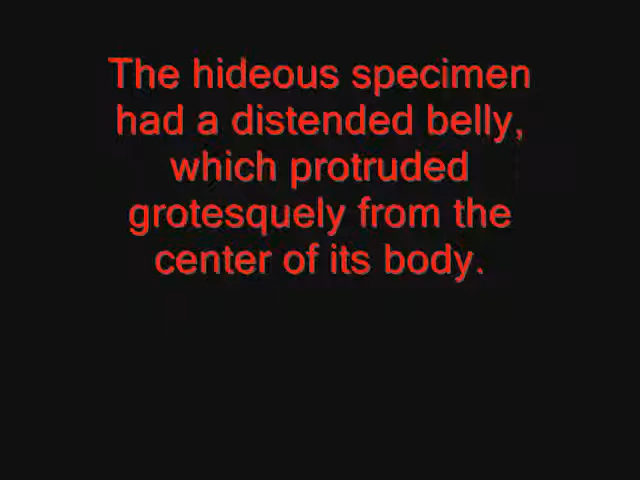 The hideous specimen
had a distended belly,
which protruded
grotesquely from the
center of its body.